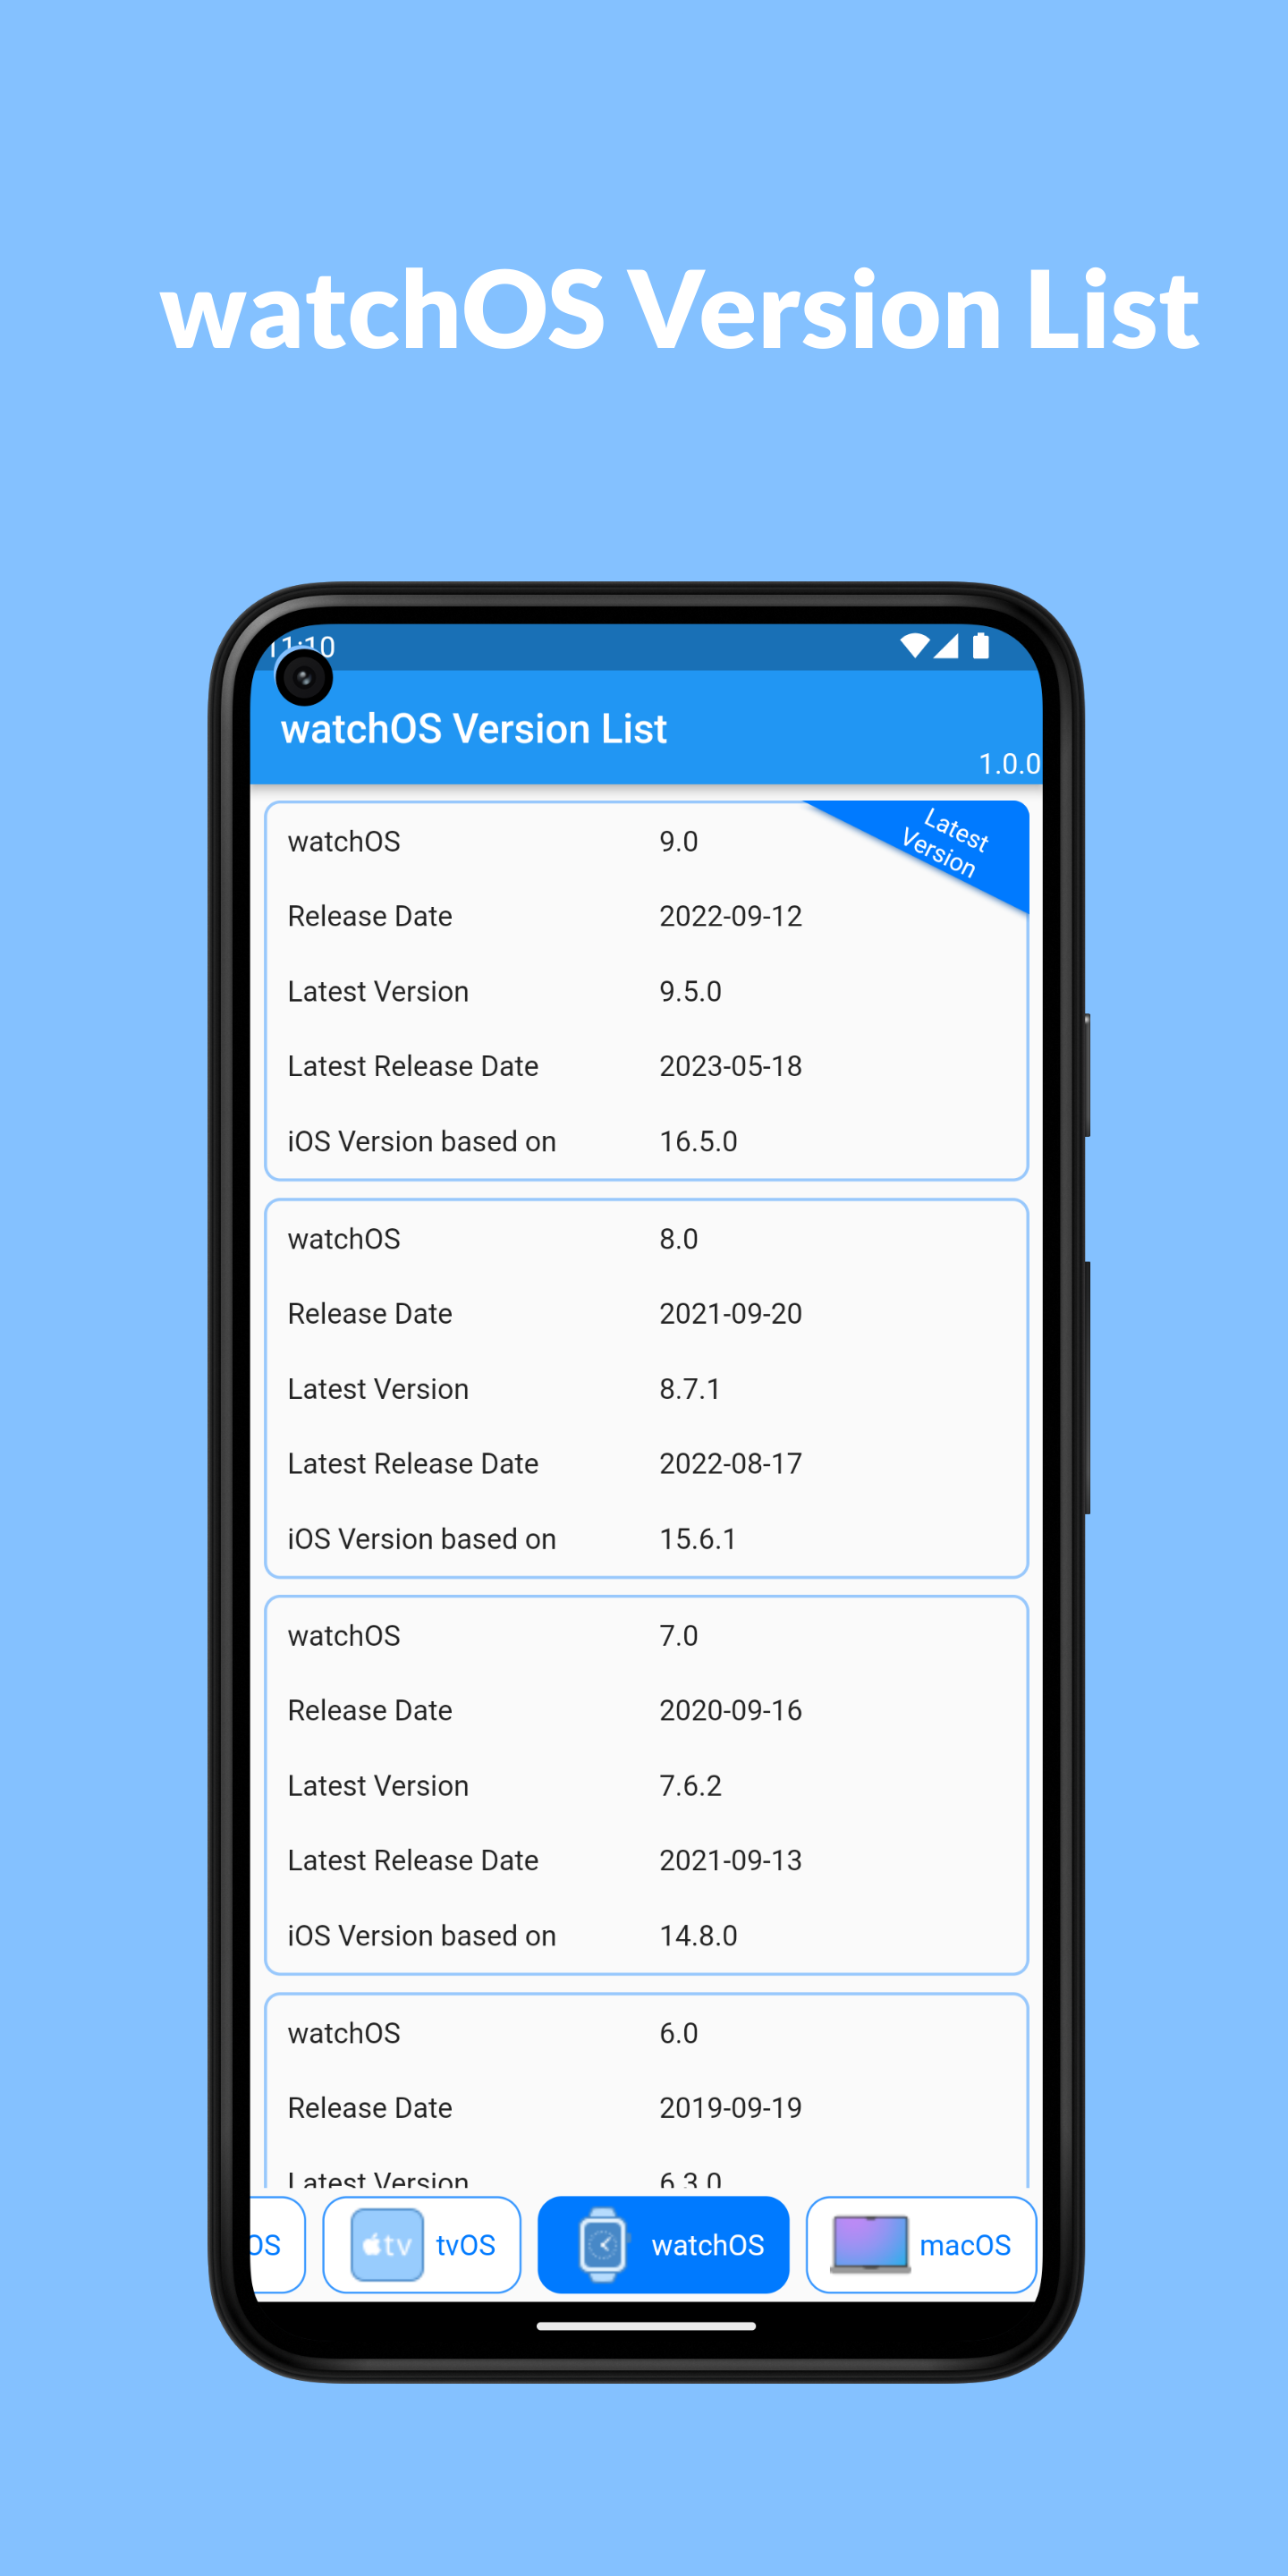 watchOS Version List
11:10
watchOS Version List
1.0.0
watchOS 9.0
Latest
Version
Release Date 2022-09-12
Latest Version 9.5.0
Latest Release Date 2023-05-18
iOS Version based on 16.5.0
watchOS 8.0
Release Date 2021-09-20
Latest Version 8.7.1
Latest Release Date 2022-08-17
iOS Version based on 15.6.1
watchOS 7.0
Release Date 2020-09-16
Latest Version 7.6.2
Latest Release Date 2021-09-13
iOS Version based on 14.8.0
watchOS 6.0
Release Date 2019-09-19
Latest Version 6.3.0
OS
tv tvOS
watchOS
macOS